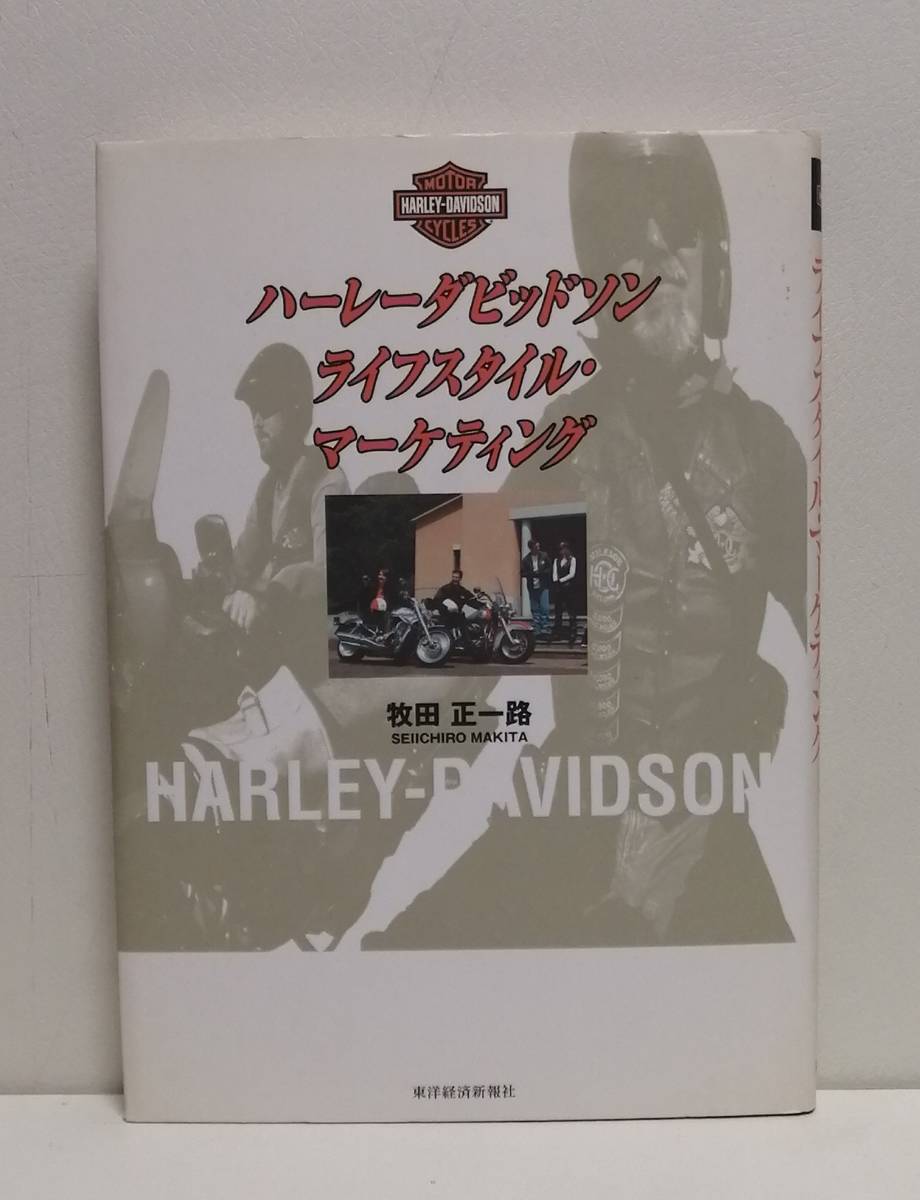 MOTOR
HARLEY-DAVIDSON
CYCLES
ハーレーダビッドソン
ライフスタイル・
マーケティング
牧田 正一路
SEIICHIRO MAKITA
HARLEY-DAVIDSON
東洋経済新報社